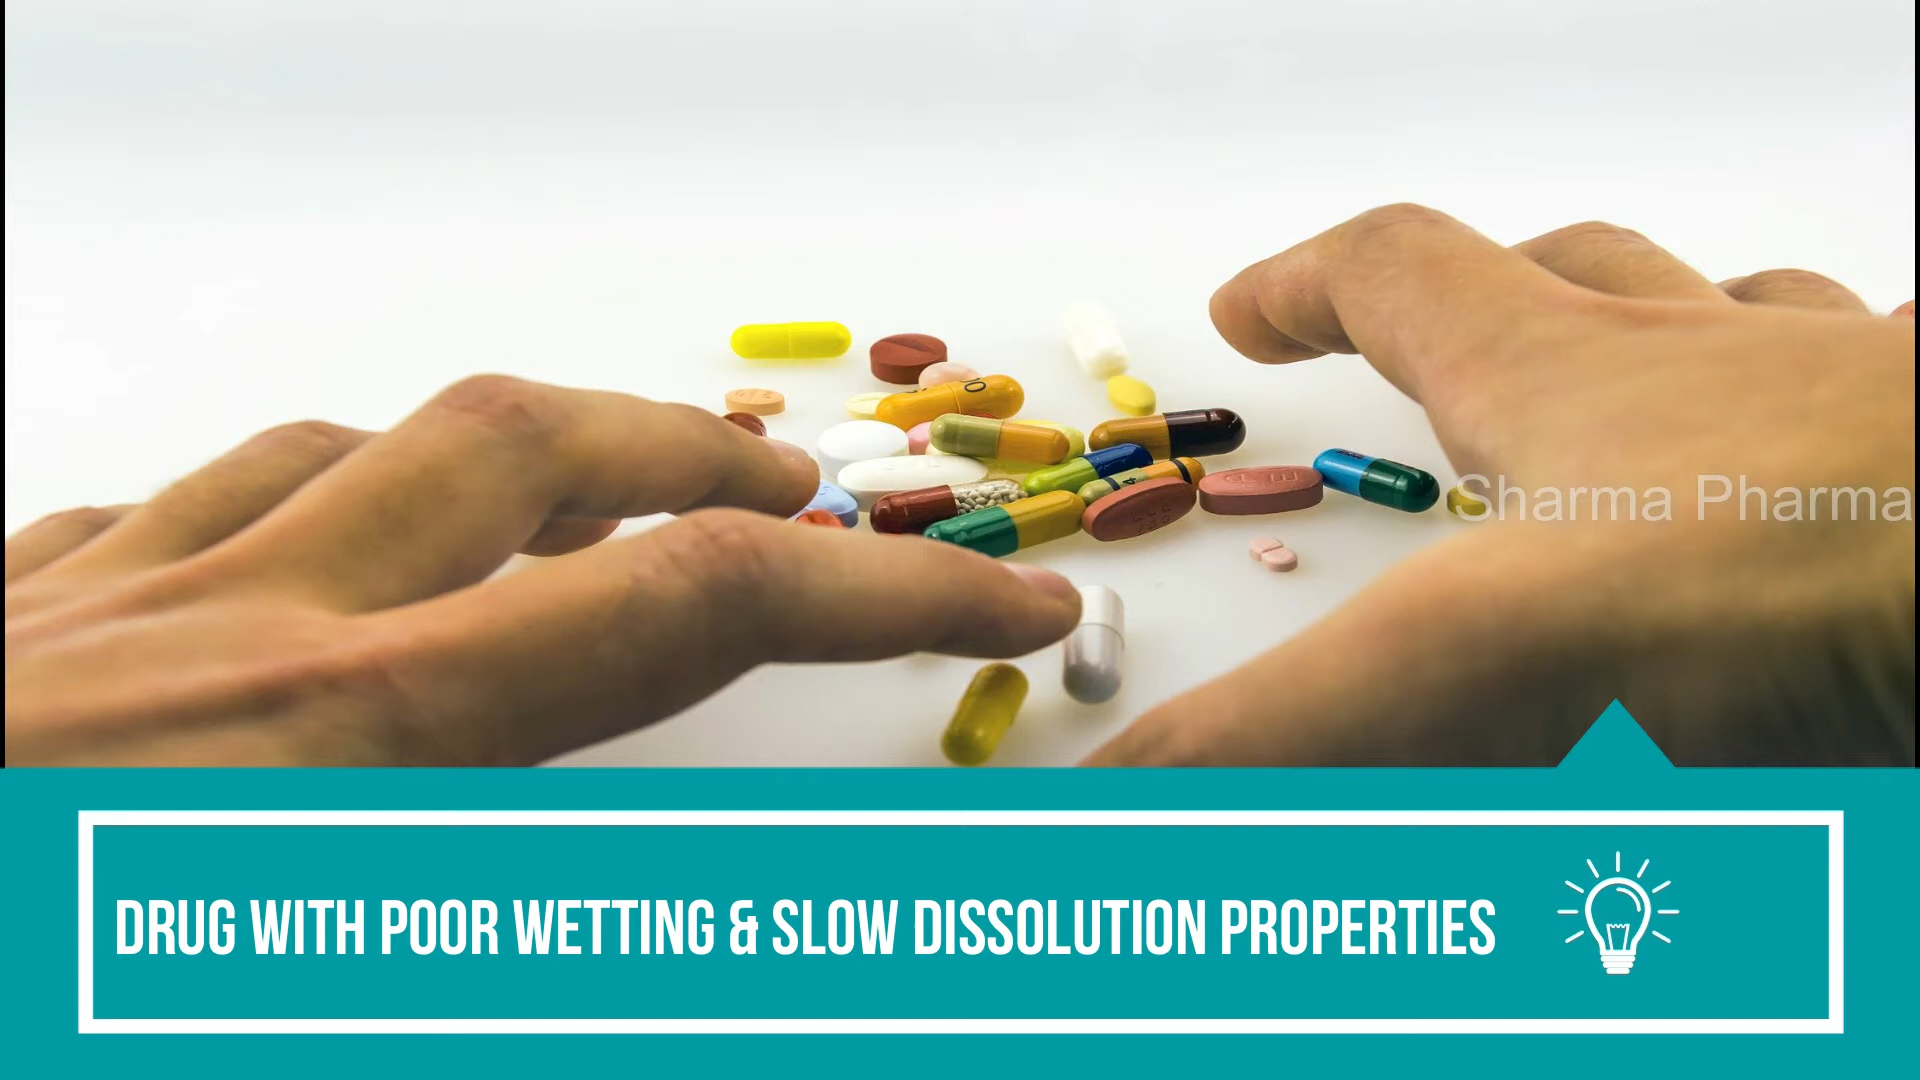 Sharma Pharma
DRUG WITH POOR WETTING & SLOW DISSOLUTION PROPERTIES